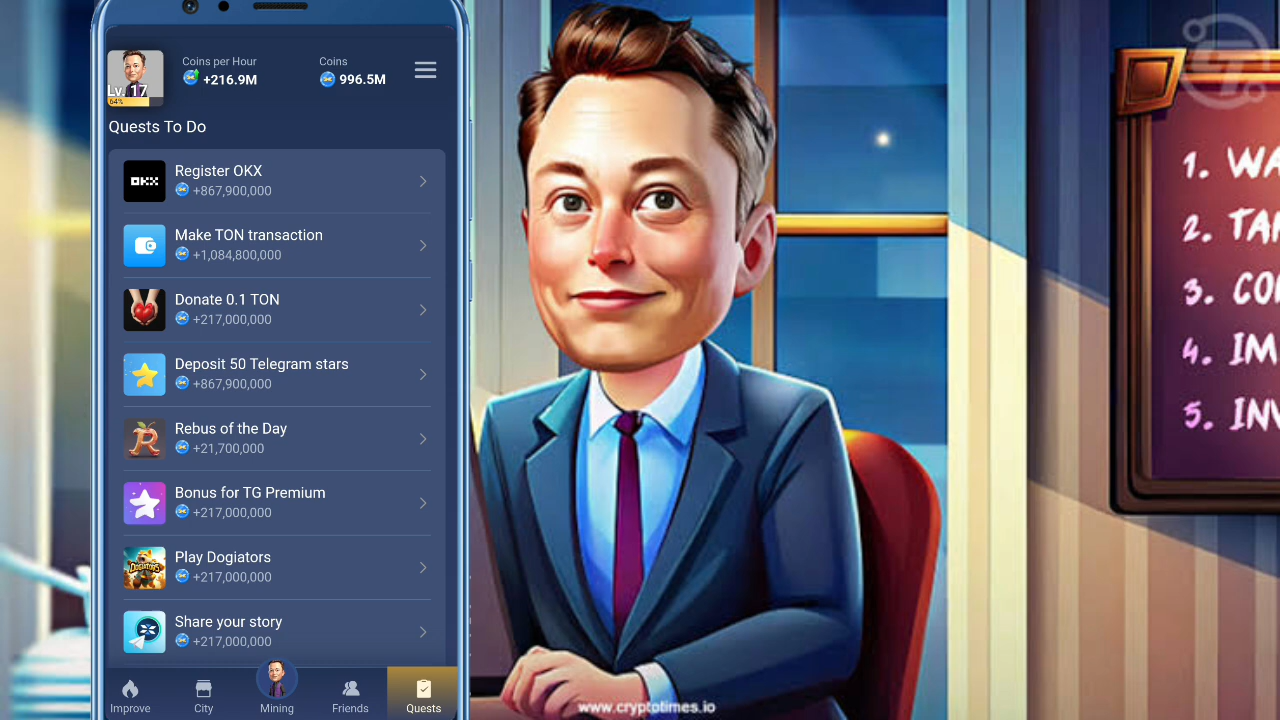 Coins per Hour
+216.9M
Coins
996.5M
Lv. 17
64%
Quests To Do
OKX
Register OKX
+867,900,000
Make TON transaction
+1,084,800,000
Donate 0.1 TON
+217,000,000
Deposit 50 Telegram stars
+867,900,000
R
Rebus of the Day
+21,700,000
Bonus for TG Premium
+217,000,000
DOGIATORS
Play Dogiators
+217,000,000
Share your story
+217,000,000
Improve
City
Mining
Friends
Quests
1. WA
2. TA
3. CO
4. IM
5. INV
www.cryptotimes.io